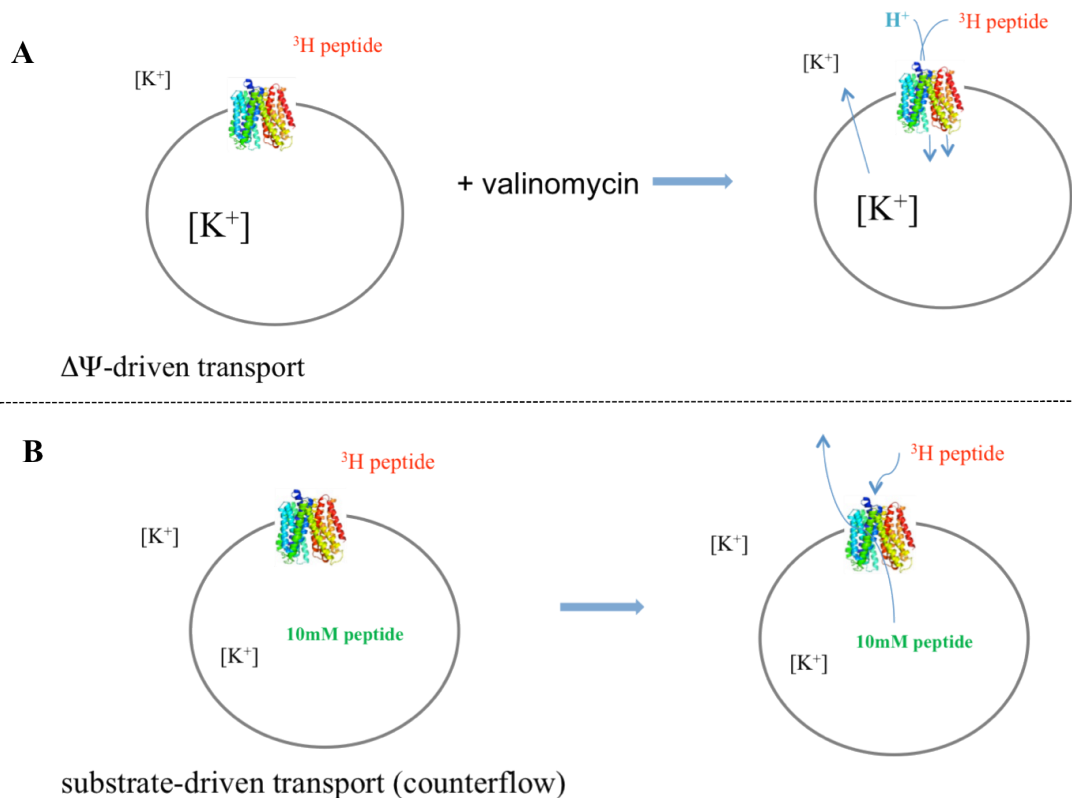 A
³H peptide
[K⁺]
[K⁺]
+ valinomycin
H⁺
³H peptide
[K⁺]
[K⁺]
ΔΨ-driven transport
B
³H peptide
[K⁺]
10mM peptide
[K⁺]
³H peptide
[K⁺]
10mM peptide
[K⁺]
substrate-driven transport (counterflow)